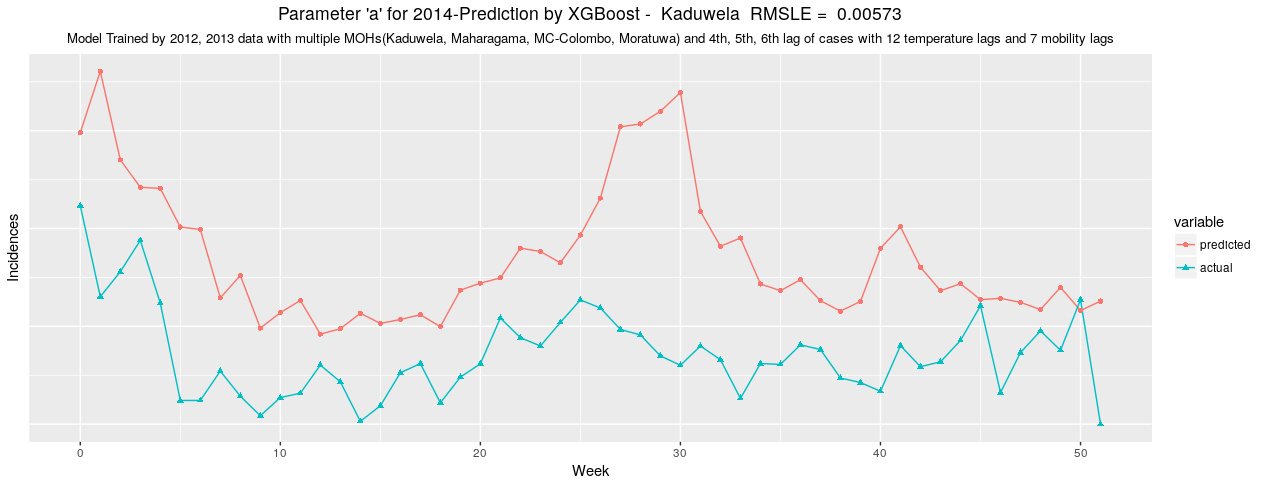 Parameter 'a' for 2014-Prediction by XGBoost - Kaduwela RMSLE = 0.00573
Model Trained by 2012, 2013 data with multiple MOHs(Kaduwela, Maharagama, MC-Colombo, Moratuwa) and 4th, 5th, 6th lag of cases with 12 temperature lags and 7 mobility lags
Incidences
variable
predicted
actual
0 10 20 30 40 50
Week